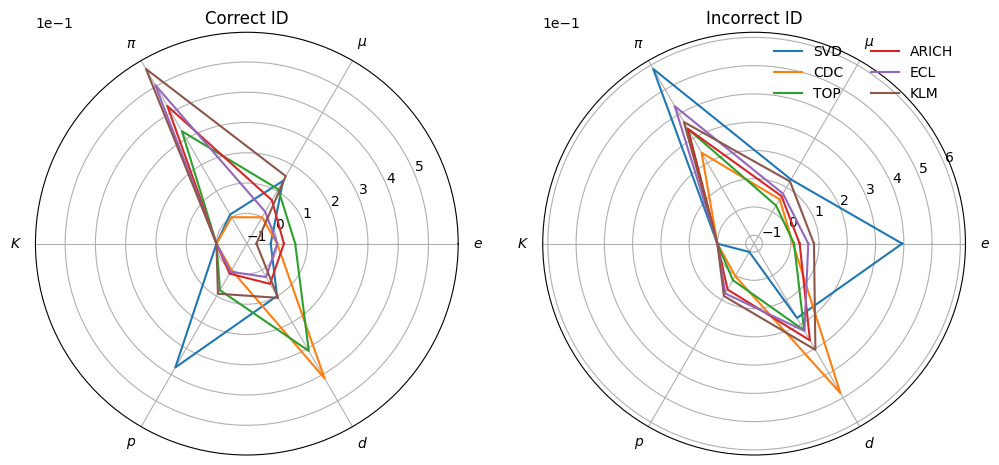 Correct ID
1e−1
π
μ
K
e
p
d
−1
0
1
2
3
4
5
Incorrect ID
1e−1
π
μ
K
e
p
d
−1
0
1
2
3
4
5
6
SVD
CDC
TOP
ARICH
ECL
KLM